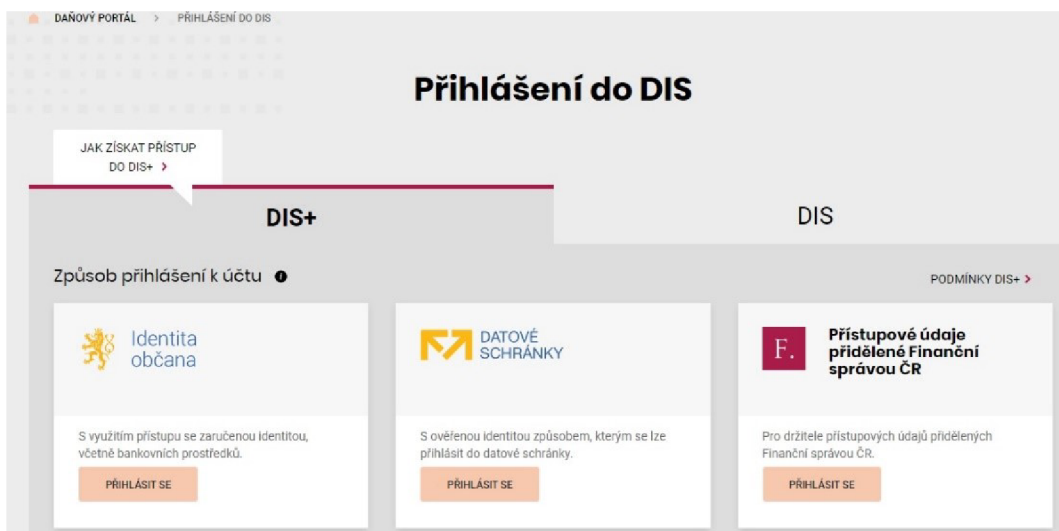 DAŇOVÝ PORTÁL > PŘIHLÁŠENÍ DO DIS
Přihlášení do DIS
JAK ZÍSKAT PŘÍSTUP
DO DIS+ >
DIS+
DIS
Způsob přihlášení k účtu
PODMÍNKY DIS+ >
Identita
občana
S využitím přístupu se zaručenou identitou,
včetně bankovních prostředků.
PŘIHLÁSIT SE
DATOVÉ
SCHRÁNKY
S ověřenou identitou způsobem, kterým se lze
přihlásit do datové schránky.
PŘIHLÁSIT SE
F.
Přístupové údaje
přidělené Finanční
správou ČR
Pro držitele přístupových údajů přidělených
Finanční správou ČR.
PŘIHLÁSIT SE